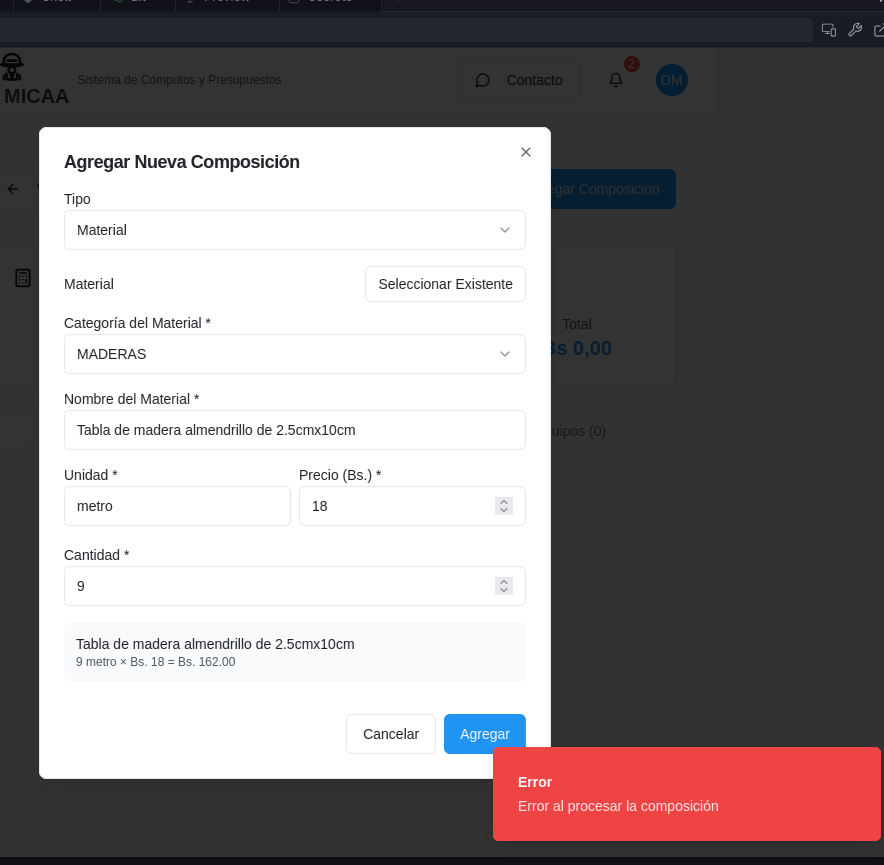 MICAA
Sistema de Cómputos y Presupuestos
Contacto
2
DM
Agregar Nueva Composición
Tipo
Material
Material
Seleccionar Existente
Categoría del Material *
MADERAS
Nombre del Material *
Tabla de madera almendrillo de 2.5cmx10cm
Unidad *
Precio (Bs.) *
metro
18
Cantidad *
9
Tabla de madera almendrillo de 2.5cmx10cm
9 metro × Bs. 18 = Bs. 162.00
Cancelar
Agregar
egar Composición
Total
Bs 0,00
uipos (0)
Error
Error al procesar la composición